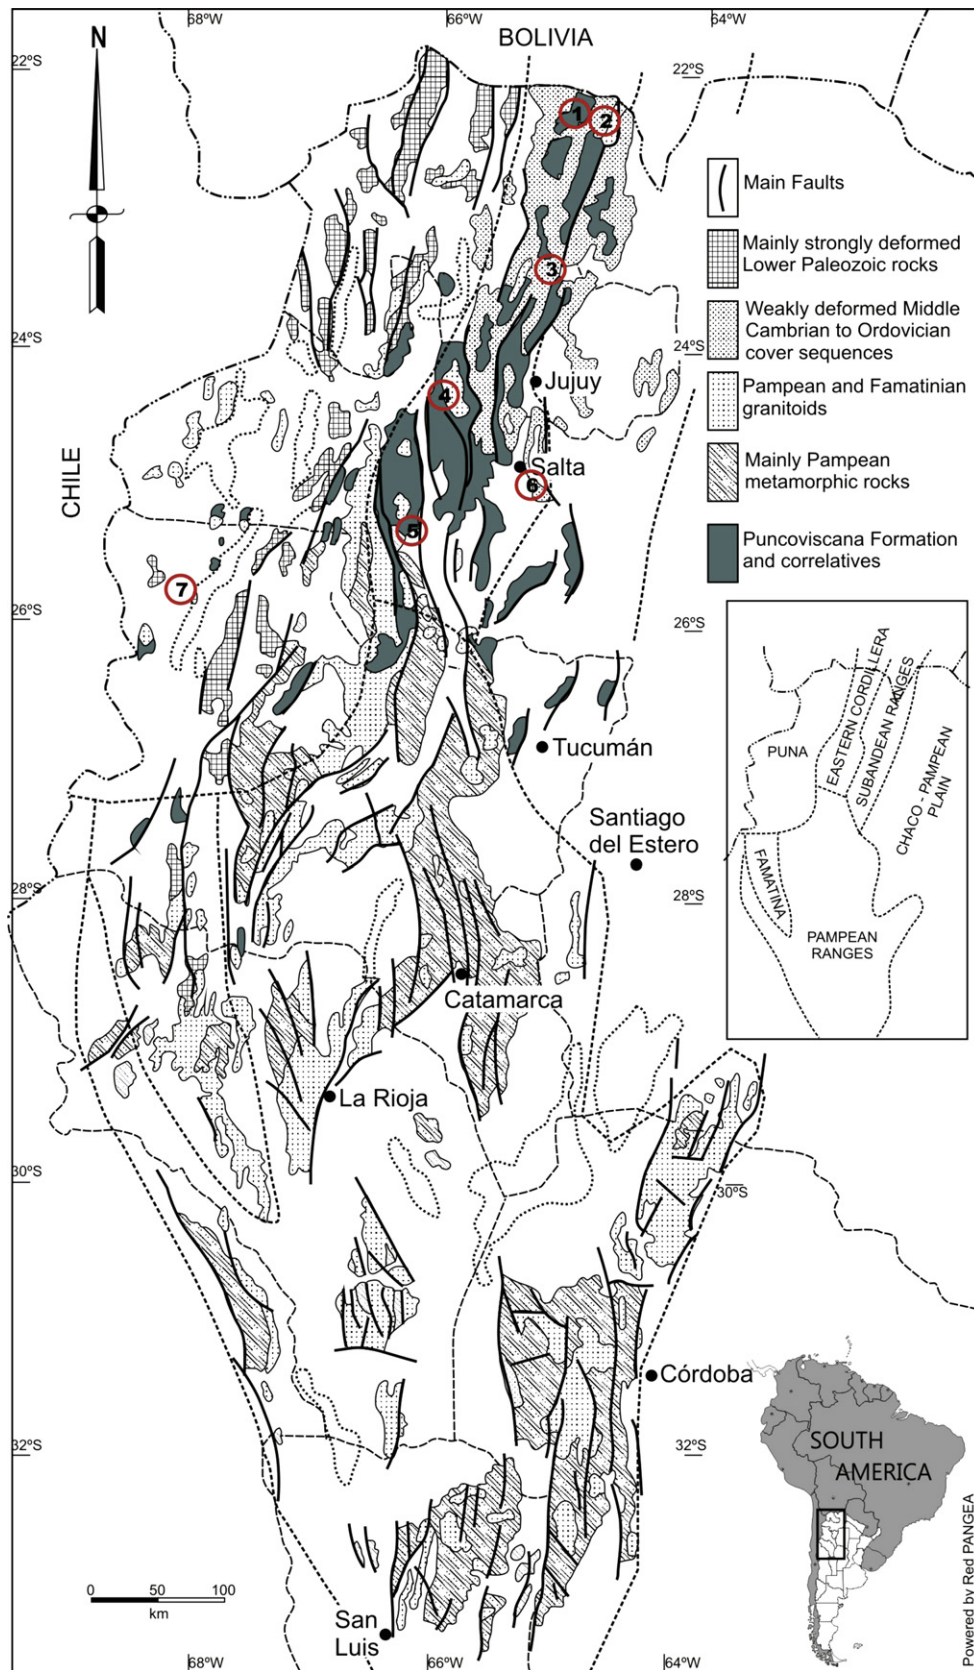 68ºW
66ºW
64ºW
N
BOLIVIA
22ºS
22ºS
1
2
Main Faults
Mainly strongly deformed
Lower Paleozoic rocks
3
Weakly deformed Middle
Cambrian to Ordovician
cover sequences
24ºS
24ºS
Jujuy
4
Pampean and Famatinian
granitoids
CHILE
Salta
6
Mainly Pampean
metamorphic rocks
5
Puncoviscana Formation
and correlatives
7
26ºS
26ºS
PUNA
EASTERN CORDILLERA
SUBANDEAN RANGES
CHACO - PAMPEAN
PLAIN
FAMATINA
PAMPEAN
RANGES
Tucumán
Santiago
del Estero
28ºS
28ºS
Catamarca
La Rioja
30ºS
30ºS
Córdoba
32ºS
32ºS
SOUTH
AMERICA
0 50 100
km
San
Luis
68ºW
66ºW
64ºW
Powered by Red PANGEA